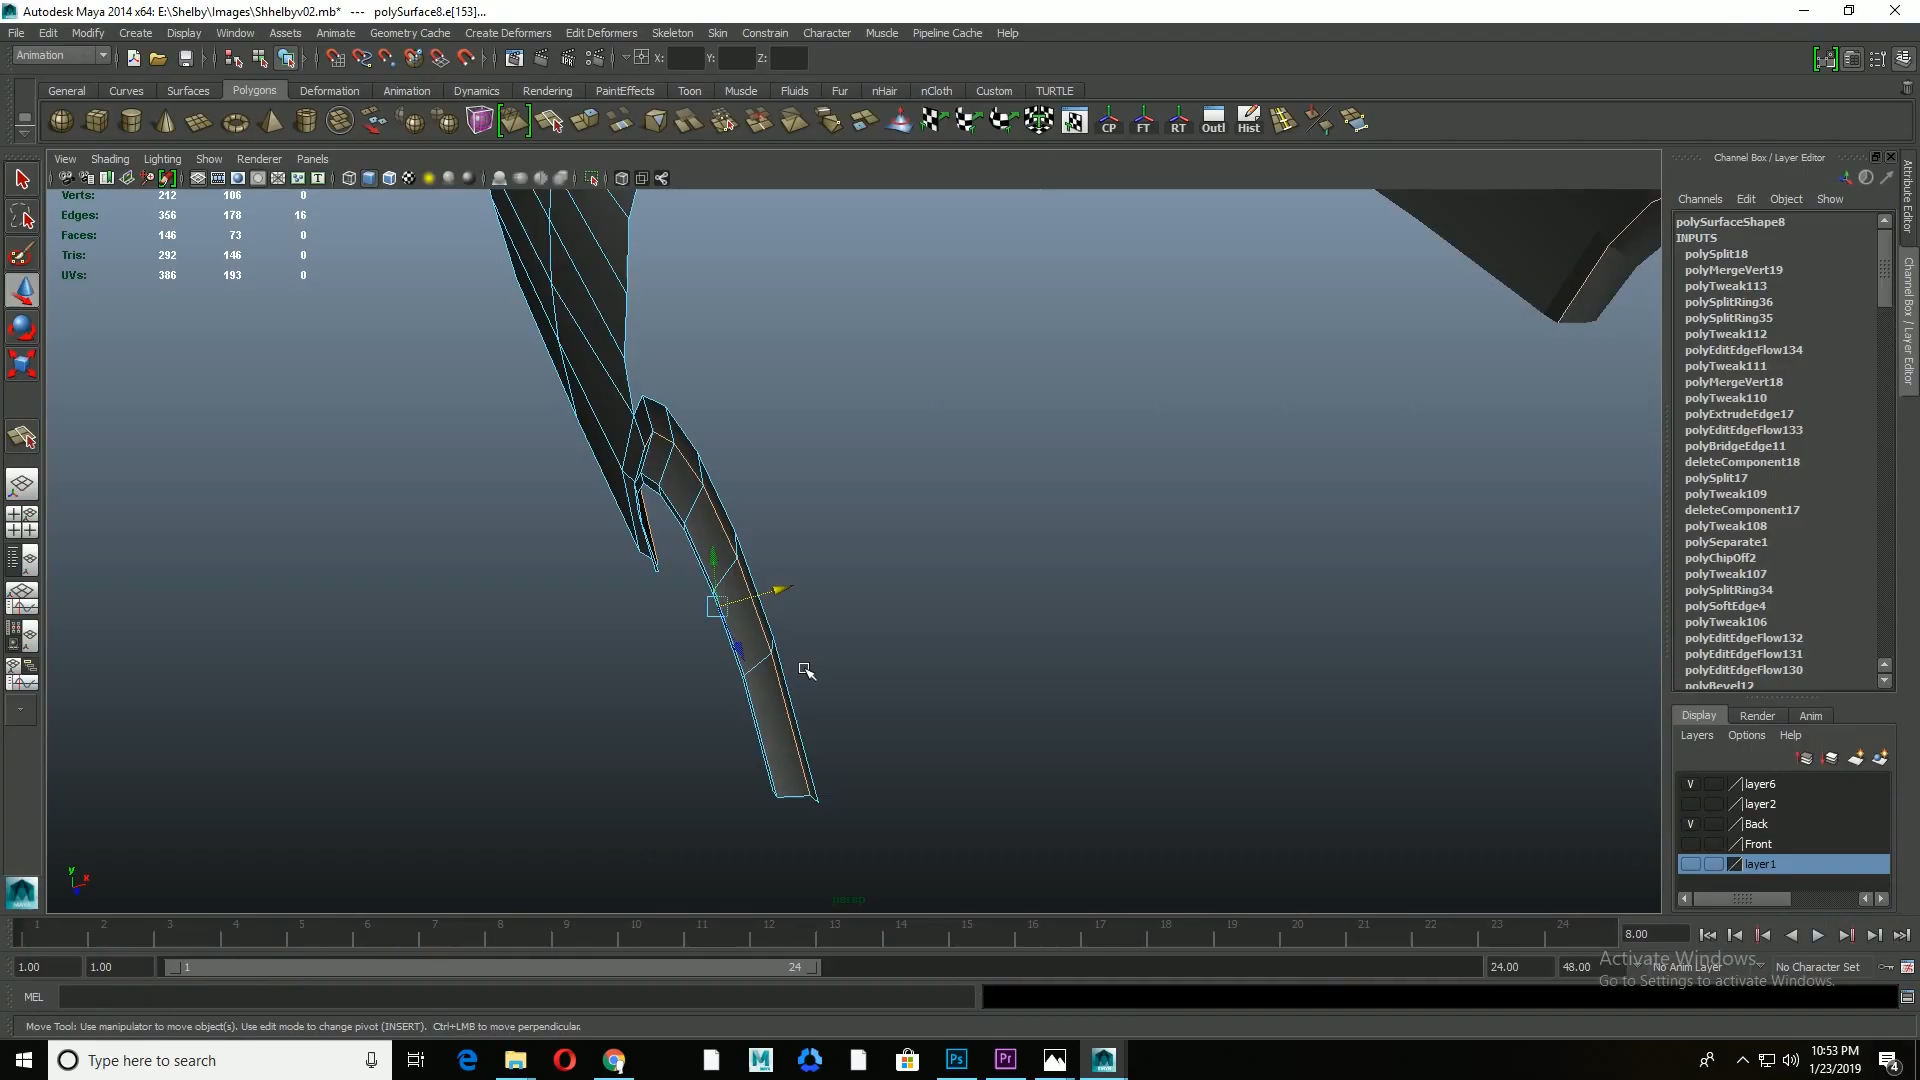 Autodesk Maya 2014 x64: E:\Shelby\Images\Shhelbyv02.mb* --- polySurface8.e[153]...
File Edit Modify Create Display Window Assets Animate Geometry Cache Create Deformers Edit Deformers Skeleton Skin Constrain Character Muscle Pipeline Cache Help
Animation X: Y: Z:
General Curves Surfaces Polygons Deformation Animation Dynamics Rendering PaintEffects Toon Muscle Fluids Fur nHair nCloth Custom TURTLE
CP FT RT Outl Hist
View Shading Lighting Show Renderer Panels
Verts: 212 106 0
Edges: 356 178 16
Faces: 146 73 0
Tris: 292 146 0
UVs: 386 193 0
y
x
persp
Channel Box / Layer Editor
Channels Edit Object Show
polySurfaceShape8
INPUTS
polySplit18
polyMergeVert19
polyTweak113
polySplitRing36
polySplitRing35
polyTweak112
polyEditEdgeFlow134
polyTweak111
polyMergeVert18
polyTweak110
polyExtrudeEdge17
polyEditEdgeFlow133
polyBridgeEdge11
deleteComponent18
polySplit17
polyTweak109
deleteComponent17
polyTweak108
polySeparate1
polyChipOff2
polyTweak107
polySplitRing34
polySoftEdge4
polyTweak106
polyEditEdgeFlow132
polyEditEdgeFlow131
polyEditEdgeFlow130
polyBevel12
Attribute Editor
Channel Box / Layer Editor
Display Render Anim
Layers Options Help
V layer6
layer2
V Back
Front
layer1
1 2 3 4 5 6 7 8 9 10 11 12 13 14 15 16 17 18 19 20 21 22 23 24 8.00
1.00 1.00 1 24 24.00 48.00 No Anim Layer No Character Set
Activate Windows
Go to Settings to activate Windows.
MEL
Move Tool: Use manipulator to move object(s). Use edit mode to change pivot (INSERT). Ctrl+LMB to move perpendicular.
Type here to search
Ps Pr
10:53 PM
1/23/2019
4